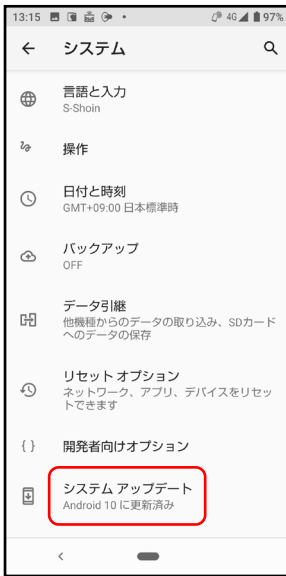 13:15 4G 97%
システム
言語と入力
S-Shoin
操作
日付と時刻
GMT+09:00 日本標準時
バックアップ
OFF
データ引継
他機種からのデータの取り込み、SDカード
へのデータの保存
リセット オプション
ネットワーク、アプリ、デバイスをリセッ
トできます
{ } 開発者向けオプション
システム アップデート
Android 10 に更新済み